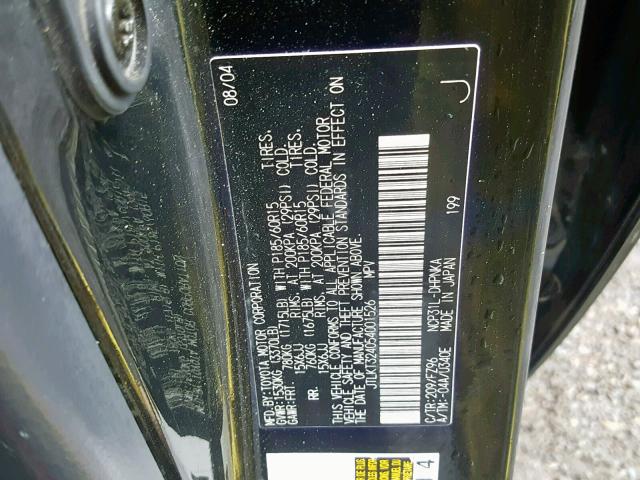 MFD.BY:TOYOTA MOTOR CORPORATION 08/04
GVWR:1530KG (3370LB)
GAWR:FRT. 780KG (1715LB) WITH P185/60R15 TIRES.
15X6JJ RIMS. AT 200KPA (29PSI) COLD.
RR. 760KG (1675LB) WITH P185/60R15 TIRES.
15X6JJ RIMS. AT 200KPA (29PSI) COLD.
THIS VEHICLE CONFORMS TO ALL APPLICABLE FEDERAL MOTOR
VEHICLE SAFETY AND THEFT PREVENTION STANDARDS IN EFFECT ON
THE DATE OF MANUFACTURE SHOWN ABOVE.
JTLKT324054001526 MPV
C/TR:209/FZ96 NCP31L-DHPNKA
MADE IN JAPAN 199 J